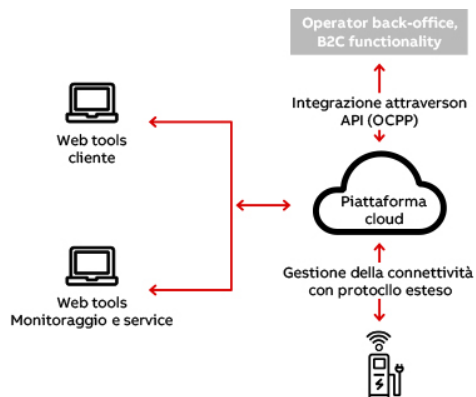 Operator back-office,
B2C functionality
Integrazione attraverson
API (OCPP)
Web tools
cliente
Piattaforma
cloud
Gestione della connettività
con protocllo esteso
Web tools
Monitoraggio e service